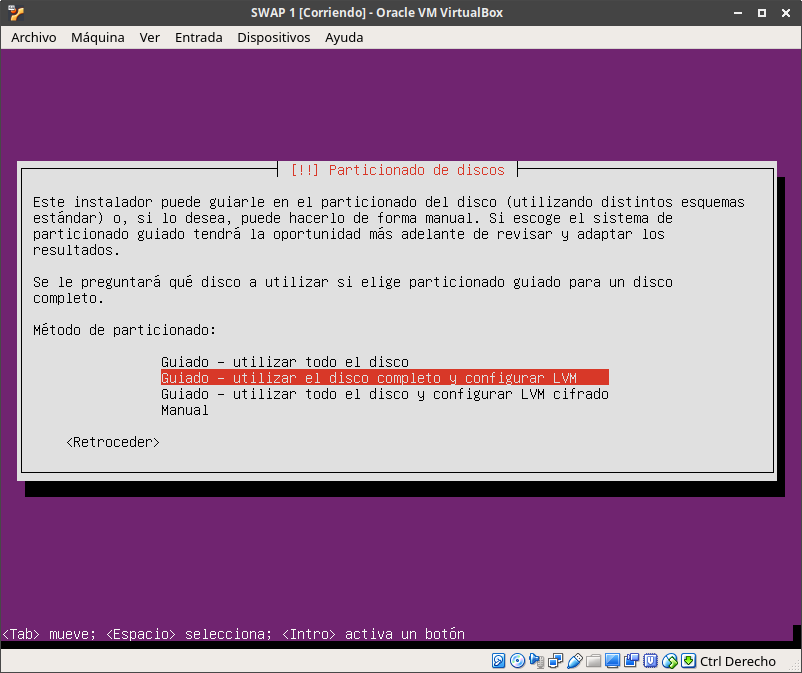 SWAP 1 [Corriendo] - Oracle VM VirtualBox
Archivo Máquina Ver Entrada Dispositivos Ayuda
[!!] Particionado de discos
Este instalador puede guiarle en el particionado del disco (utilizando distintos esquemas
estándar) o, si lo desea, puede hacerlo de forma manual. Si escoge el sistema de
particionado guiado tendrá la oportunidad más adelante de revisar y adaptar los
resultados.
Se le preguntará qué disco a utilizar si elige particionado guiado para un disco
completo.
Método de particionado:
Guiado - utilizar todo el disco
Guiado - utilizar el disco completo y configurar LVM
Guiado - utilizar todo el disco y configurar LVM cifrado
Manual
<Retroceder>
<Tab> mueve; <Espacio> selecciona; <Intro> activa un botón
Ctrl Derecho